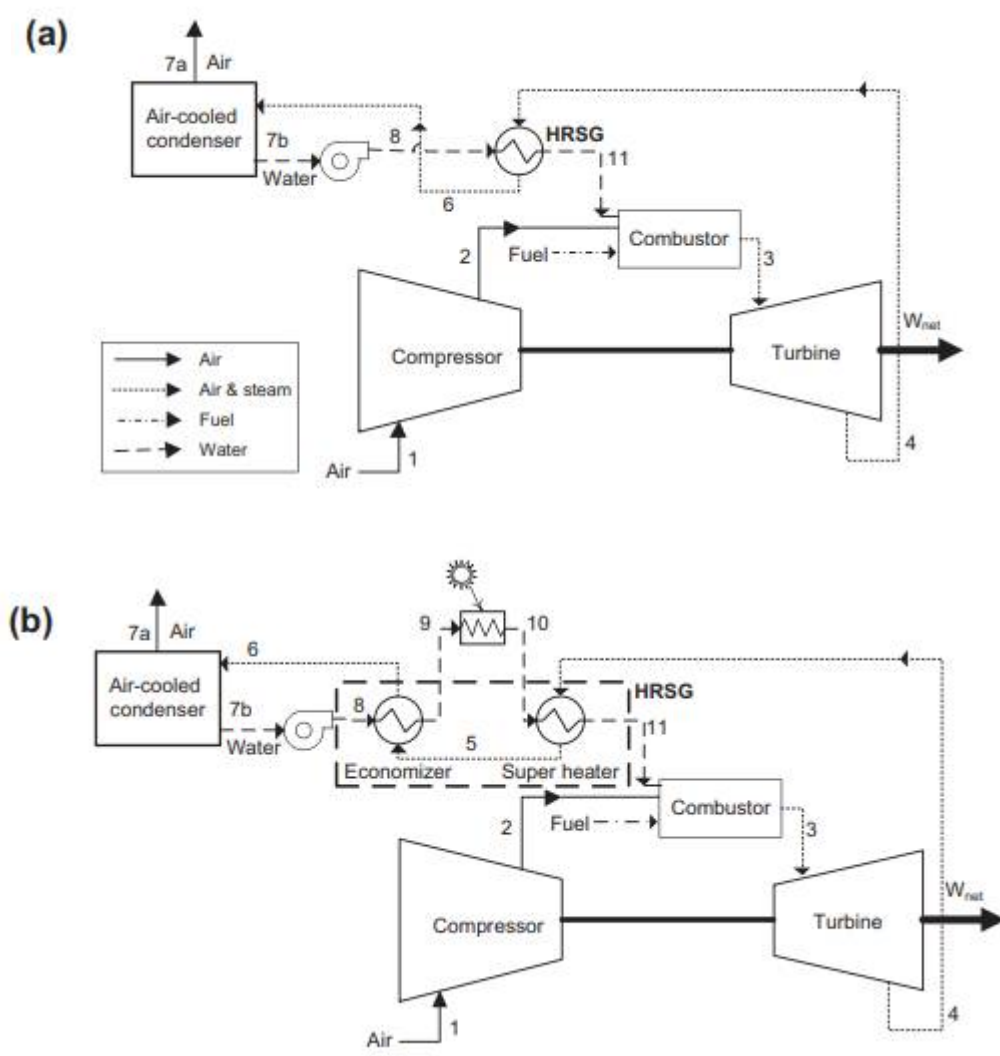 (a)
7a Air
Air-cooled
condenser
7b
Water
8
HRSG
11
6
2
Fuel
Combustor
3
Compressor
Turbine
W_net
4
Air
1
Air
Air & steam
Fuel
Water
(b)
7a Air
9
10
6
Air-cooled
condenser
7b
Water
8
HRSG
5
11
Economizer
Super heater
2
Fuel
Combustor
3
Compressor
Turbine
W_net
4
Air
1